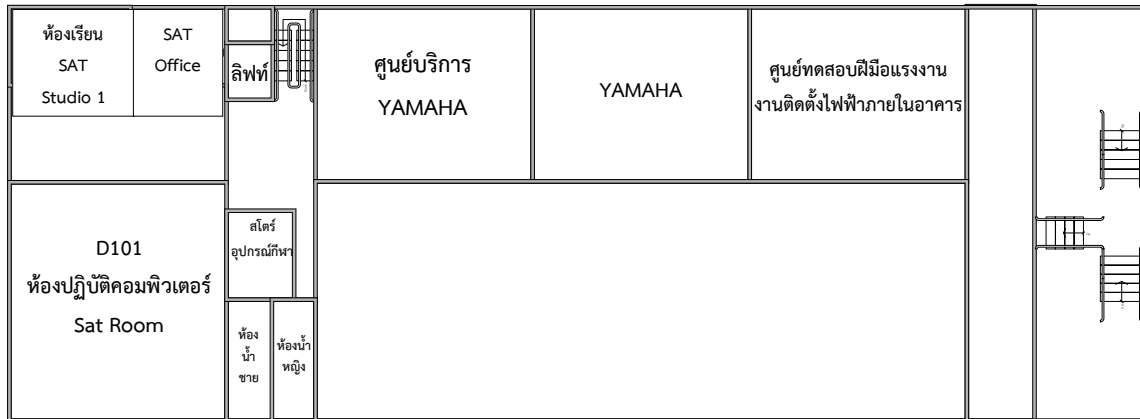 ห้องเรียน
SAT
Studio 1
SAT
Office
ลิฟท์
ศูนย์บริการ
YAMAHA
YAMAHA
ศูนย์ทดสอบฝีมือแรงงาน
งานติดตั้งไฟฟ้าภายในอาคาร
D101
ห้องปฏิบัติคอมพิวเตอร์
Sat Room
สโตร์
อุปกรณ์กีฬา
ห้อง
น้ำ
ชาย
ห้องน้ำ
หญิง